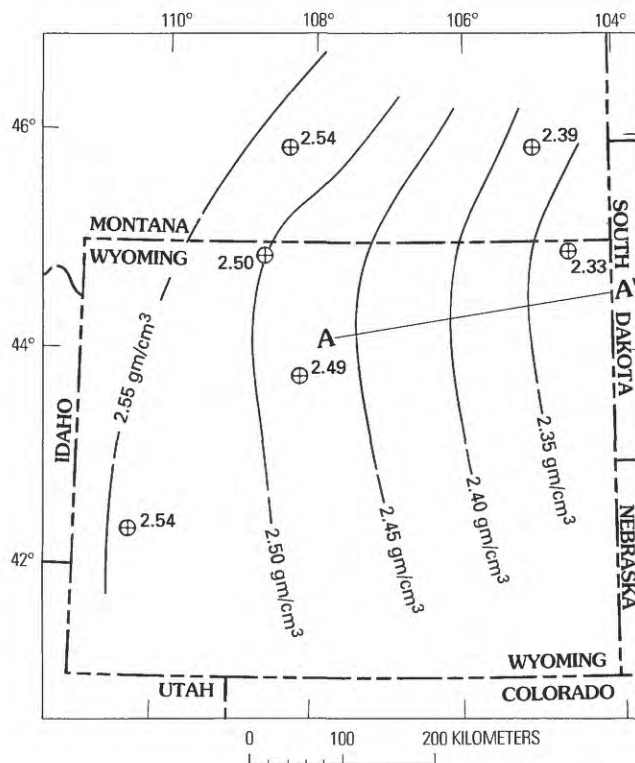 110° 108° 106° 104°
46°
2.54
2.39
MONTANA
WYOMING
2.50
2.33
SOUTH DAKOTA
A'
A
44°
2.49
2.55 gm/cm³
IDAHO
2.35 gm/cm³
2.40 gm/cm³
2.45 gm/cm³
2.50 gm/cm³
2.54
42°
NEBRASKA
WYOMING
UTAH
COLORADO
0 100 200 KILOMETERS